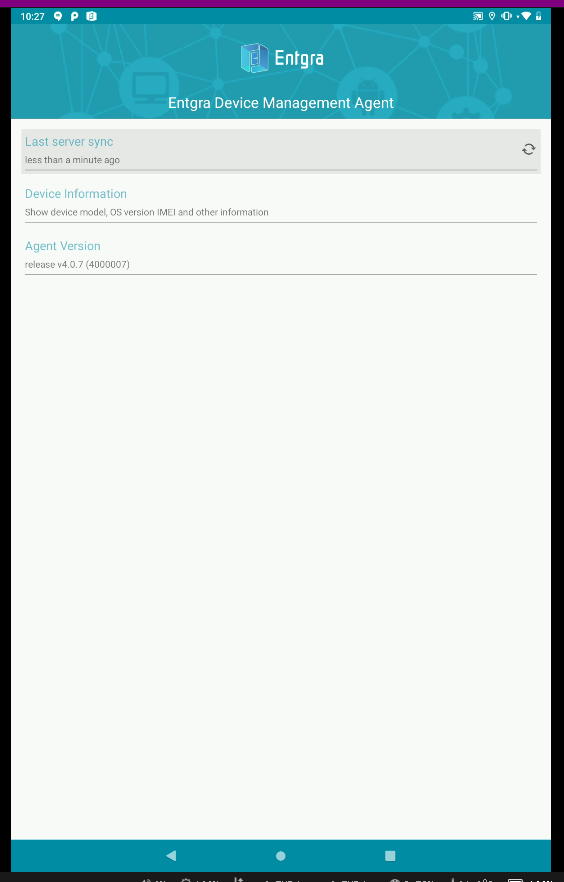 10:27
Entgra
Entgra Device Management Agent
Last server sync
less than a minute ago
Device Information
Show device model, OS version IMEI and other information
Agent Version
release v4.0.7 (4000007)